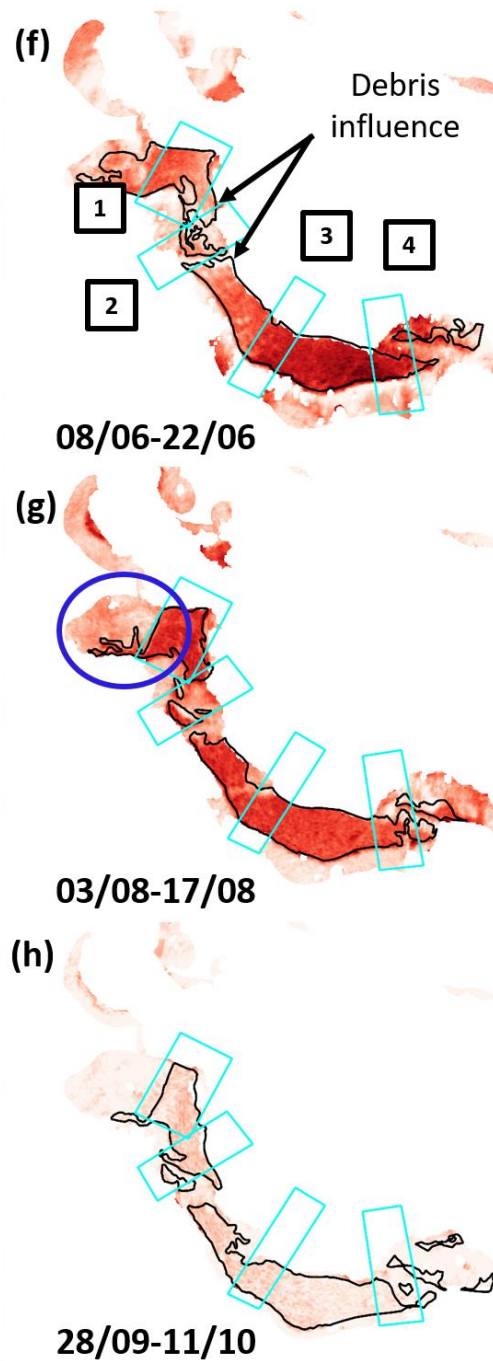 (f)
Debris
influence
1
2
3
4
08/06-22/06
(g)
03/08-17/08
(h)
28/09-11/10